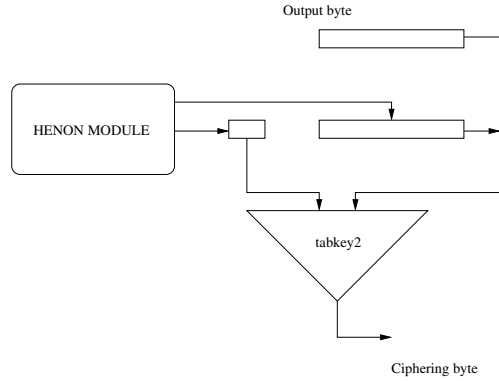 Output byte
HENON MODULE
tabkey2
Ciphering byte